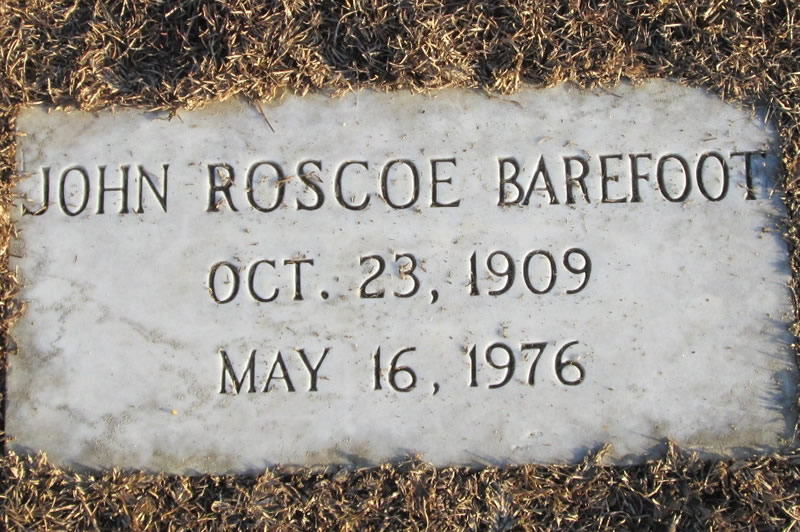 JOHN ROSCOE BAREFOOT
OCT. 23, 1909
MAY 16, 1976